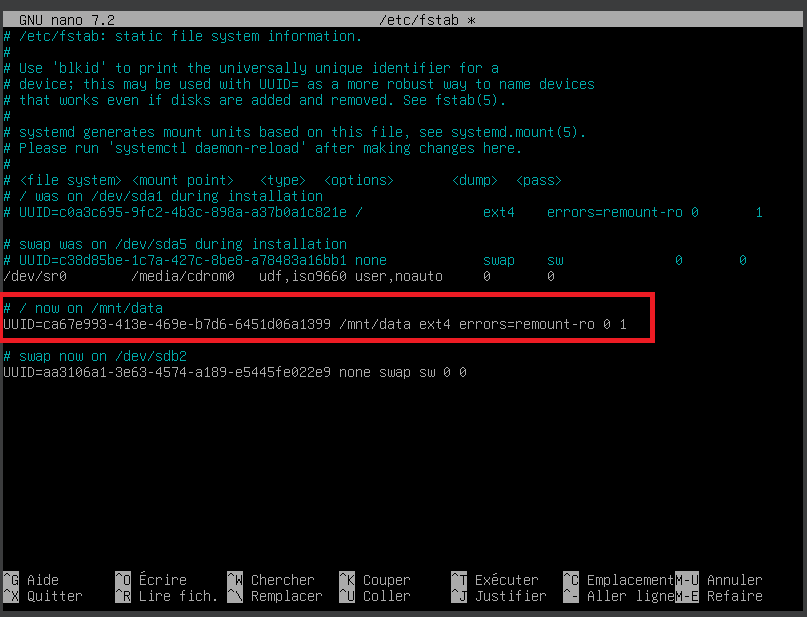 GNU nano 7.2 /etc/fstab *
# /etc/fstab: static file system information.
#
# Use 'blkid' to print the universally unique identifier for a
# device; this may be used with UUID= as a more robust way to name devices
# that works even if disks are added and removed. See fstab(5).
#
# systemd generates mount units based on this file, see systemd.mount(5).
# Please run 'systemctl daemon-reload' after making changes here.
#
# <file system> <mount point> <type> <options> <dump> <pass>
# / was on /dev/sda1 during installation
# UUID=c0a3c695-9fc2-4b3c-898a-a37b0a1c821e / ext4 errors=remount-ro 0 1
# swap was on /dev/sda5 during installation
# UUID=c38d85be-1c7a-427c-8be8-a78483a16bb1 none swap sw 0 0
/dev/sr0 /media/cdrom0 udf,iso9660 user,noauto 0 0
# / now on /mnt/data
UUID=ca67e993-413e-469e-b7d6-6451d06a1399 /mnt/data ext4 errors=remount-ro 0 1
# swap now on /dev/sdb2
UUID=aa3106a1-3e63-4574-a189-e5445fe022e9 none swap sw 0 0
^G Aide ^O Écrire ^W Chercher ^K Couper ^T Exécuter ^C Emplacement M-U Annuler
^X Quitter ^R Lire fich. ^\ Remplacer ^U Coller ^J Justifier ^- Aller ligne M-E Refaire